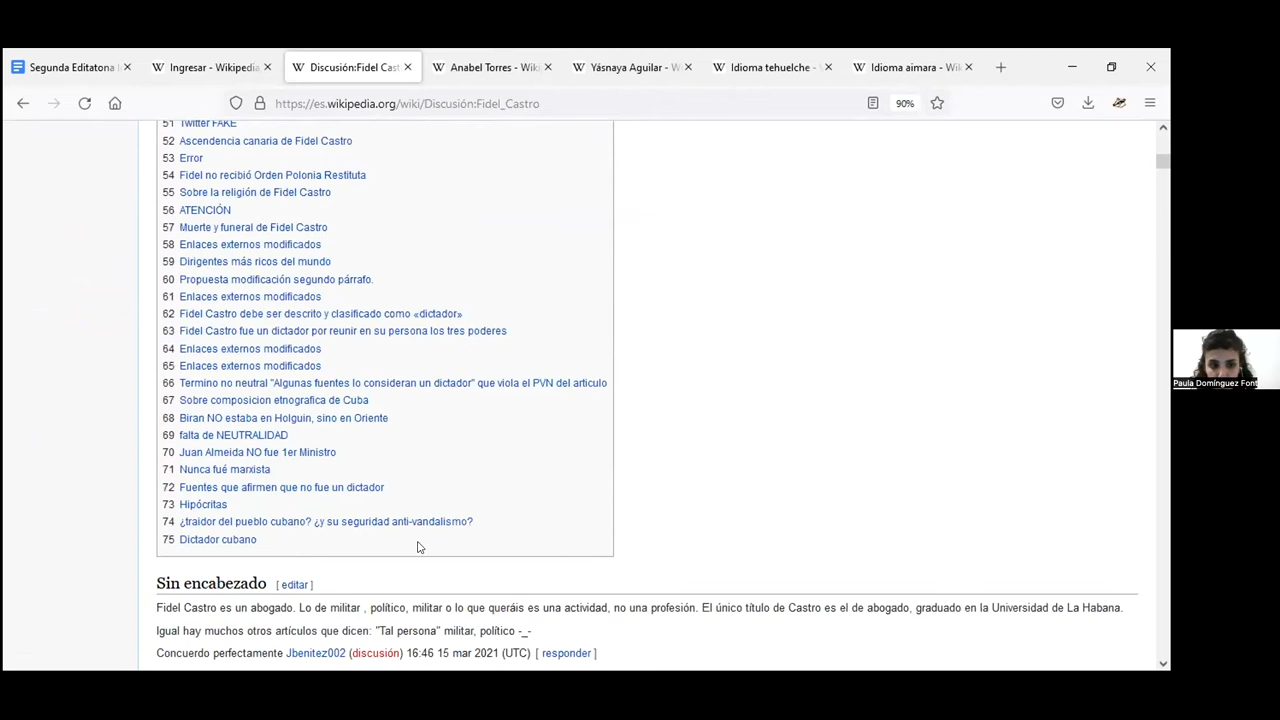 Segunda Editatona I
Ingresar - Wikipedia
Discusión:Fidel Cast
Anabel Torres - Wiki
Yásnaya Aguilar - Wi
Idioma tehuelche - W
Idioma aimara - Wiki
https://es.wikipedia.org/wiki/Discusión:Fidel_Castro
90%
51 Twitter FAKE
52 Ascendencia canaria de Fidel Castro
53 Error
54 Fidel no recibió Orden Polonia Restituta
55 Sobre la religión de Fidel Castro
56 ATENCIÓN
57 Muerte y funeral de Fidel Castro
58 Enlaces externos modificados
59 Dirigentes más ricos del mundo
60 Propuesta modificación segundo párrafo.
61 Enlaces externos modificados
62 Fidel Castro debe ser descrito y clasificado como «dictador»
63 Fidel Castro fue un dictador por reunir en su persona los tres poderes
64 Enlaces externos modificados
65 Enlaces externos modificados
66 Termino no neutral "Algunas fuentes lo consideran un dictador" que viola el PVN del articulo
67 Sobre composicion etnografica de Cuba
68 Biran NO estaba en Holguin, sino en Oriente
69 falta de NEUTRALIDAD
70 Juan Almeida NO fue 1er Ministro
71 Nunca fué marxista
72 Fuentes que afirmen que no fue un dictador
73 Hipócritas
74 ¿traidor del pueblo cubano? ¿y su seguridad anti-vandalismo?
75 Dictador cubano
Sin encabezado [ editar ]
Fidel Castro es un abogado. Lo de militar , político, militar o lo que queráis es una actividad, no una profesión. El único título de Castro es el de abogado, graduado en la Universidad de La Habana.
Igual hay muchos otros artículos que dicen: "Tal persona" militar, político -_-
Concuerdo perfectamente Jbenitez002 (discusión) 16:46 15 mar 2021 (UTC) [ responder ]
Paula Domínguez Font